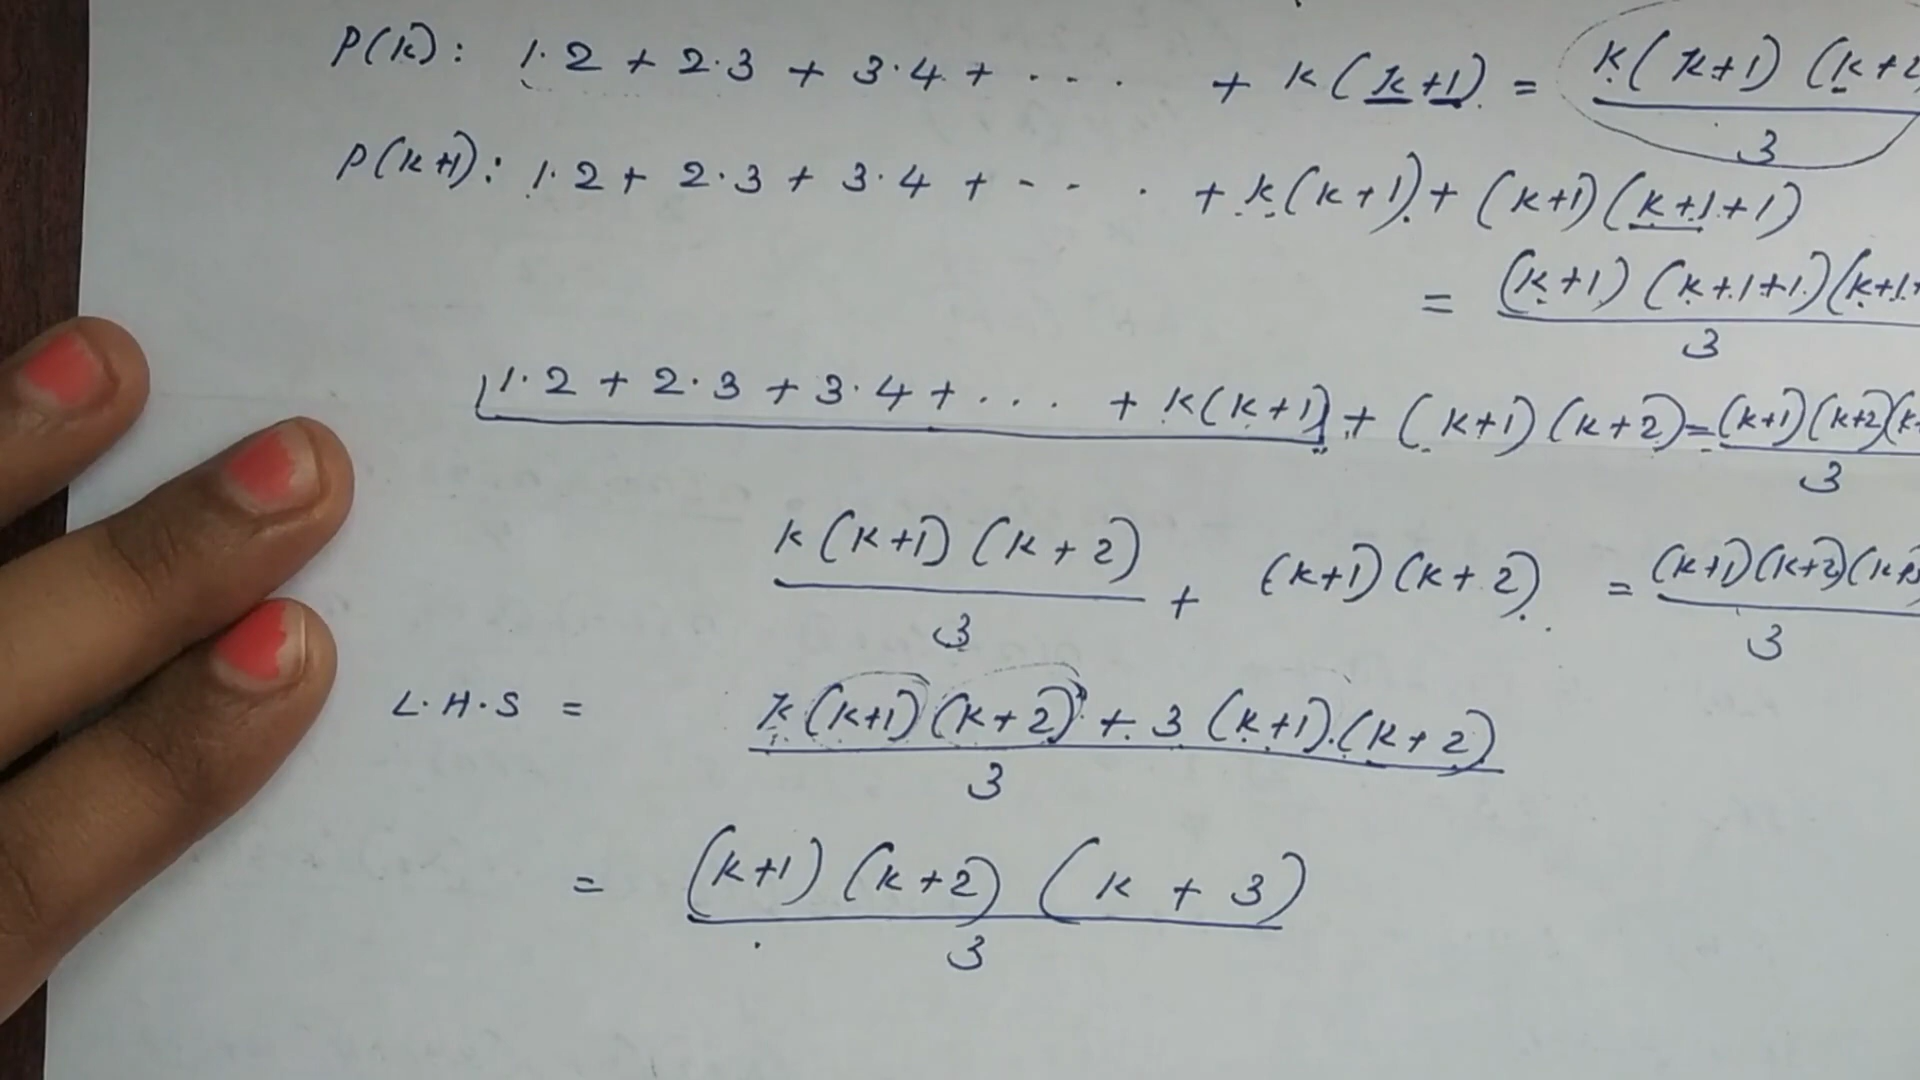 P(k): 1·2 + 2·3 + 3·4 + ···· + k(k+1) = k(k+1)(k+2 / 3
P(k+1): 1·2 + 2·3 + 3·4 + - - · · + k(k+1) + (k+1)(k+1+1)
= (k+1)(k+1+1)(k+1+ / 3
1·2 + 2·3 + 3·4 + ... + k(k+1) + (k+1)(k+2) = (k+1)(k+2)(k+ / 3
k(k+1)(k+2) / 3 + (k+1)(k+2) = (k+1)(k+2)(k+3 / 3
L.H.S = k(k+1)(k+2) + 3(k+1).(k+2) / 3
= (k+1)(k+2)(k+3) / 3